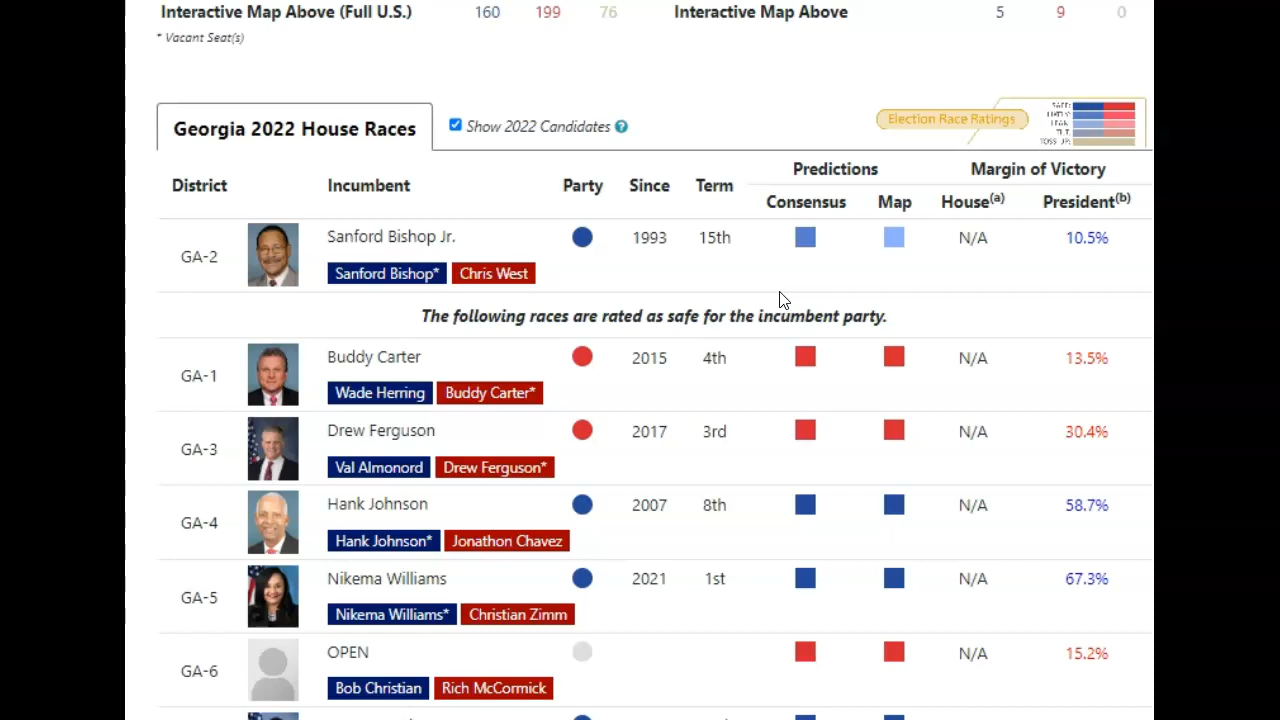 Interactive Map Above (Full U.S.) 160 199 76 Interactive Map Above 5 9 0
* Vacant Seat(s)
Georgia 2022 House Races Show 2022 Candidates ? Election Race Ratings
SAFE:
LIKELY:
LEAN:
TILT:
TOSS UP:
Predictions Margin of Victory
District Incumbent Party Since Term Consensus Map House(a) President(b)
Sanford Bishop Jr. 1993 15th N/A 10.5%
GA-2
Sanford Bishop* Chris West
The following races are rated as safe for the incumbent party.
Buddy Carter 2015 4th N/A 13.5%
GA-1
Wade Herring Buddy Carter*
Drew Ferguson 2017 3rd N/A 30.4%
GA-3
Val Almonord Drew Ferguson*
Hank Johnson 2007 8th N/A 58.7%
GA-4
Hank Johnson* Jonathon Chavez
Nikema Williams 2021 1st N/A 67.3%
GA-5
Nikema Williams* Christian Zimm
OPEN N/A 15.2%
GA-6
Bob Christian Rich McCormick